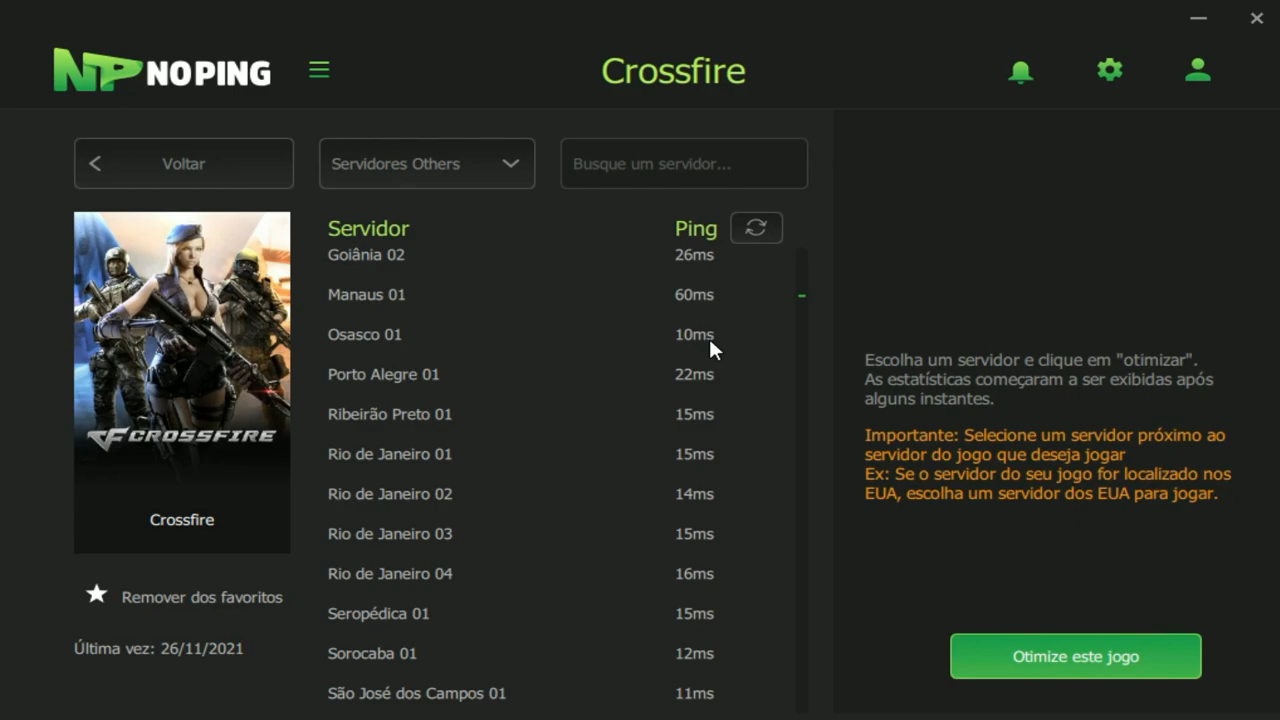 NP NOPING
Crossfire
Voltar
Servidores Others
Busque um servidor...
Servidor Ping
Goiânia 02 26ms
Manaus 01 60ms
Osasco 01 10ms
Porto Alegre 01 22ms
Ribeirão Preto 01 15ms
Rio de Janeiro 01 15ms
Rio de Janeiro 02 14ms
Rio de Janeiro 03 15ms
Rio de Janeiro 04 16ms
Seropédica 01 15ms
Sorocaba 01 12ms
São José dos Campos 01 11ms
CF CROSSFIRE
Crossfire
Remover dos favoritos
Última vez: 26/11/2021
Escolha um servidor e clique em "otimizar".
As estatísticas começaram a ser exibidas após
alguns instantes.
Importante: Selecione um servidor próximo ao
servidor do jogo que deseja jogar
Ex: Se o servidor do seu jogo for localizado nos
EUA, escolha um servidor dos EUA para jogar.
Otimize este jogo